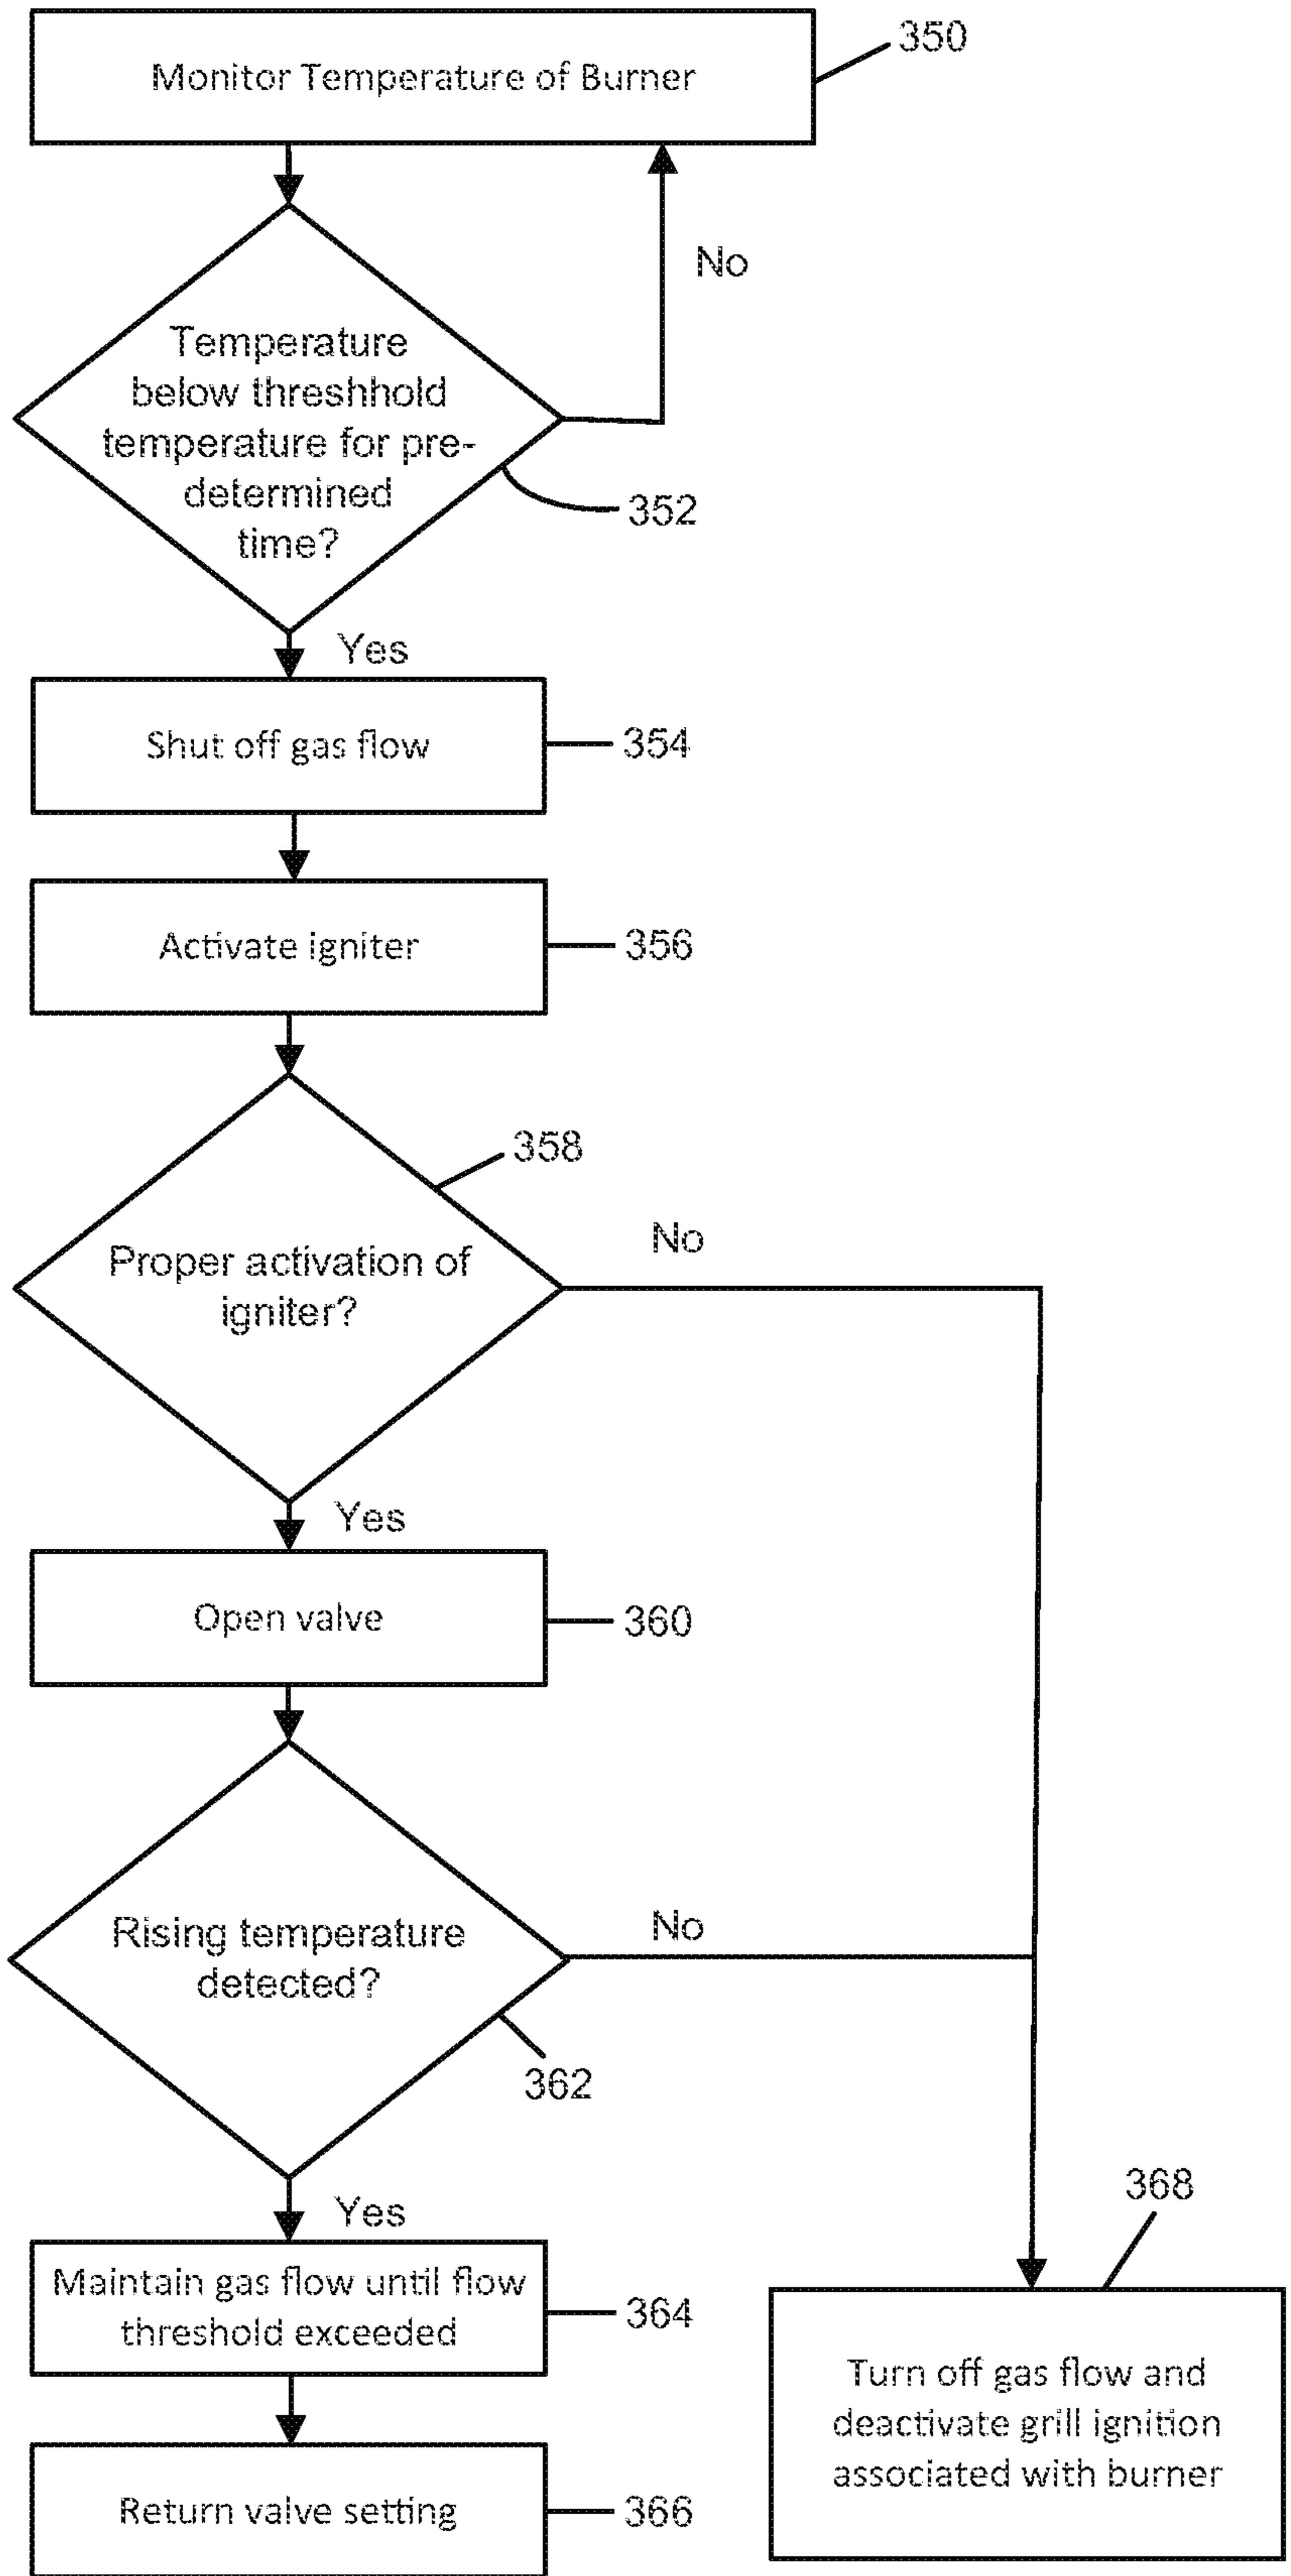 Monitor Temperature of Burner
350
No
Temperature
below threshhold
temperature for pre-
determined
time?
352
Yes
Shut off gas flow
354
Activate igniter
356
358
Proper activation of
igniter?
No
Yes
Open valve
360
Rising temperature
detected?
No
362
Yes
368
Maintain gas flow until flow
threshold exceeded
364
Turn off gas flow and
deactivate grill ignition
associated with burner
Return valve setting
366